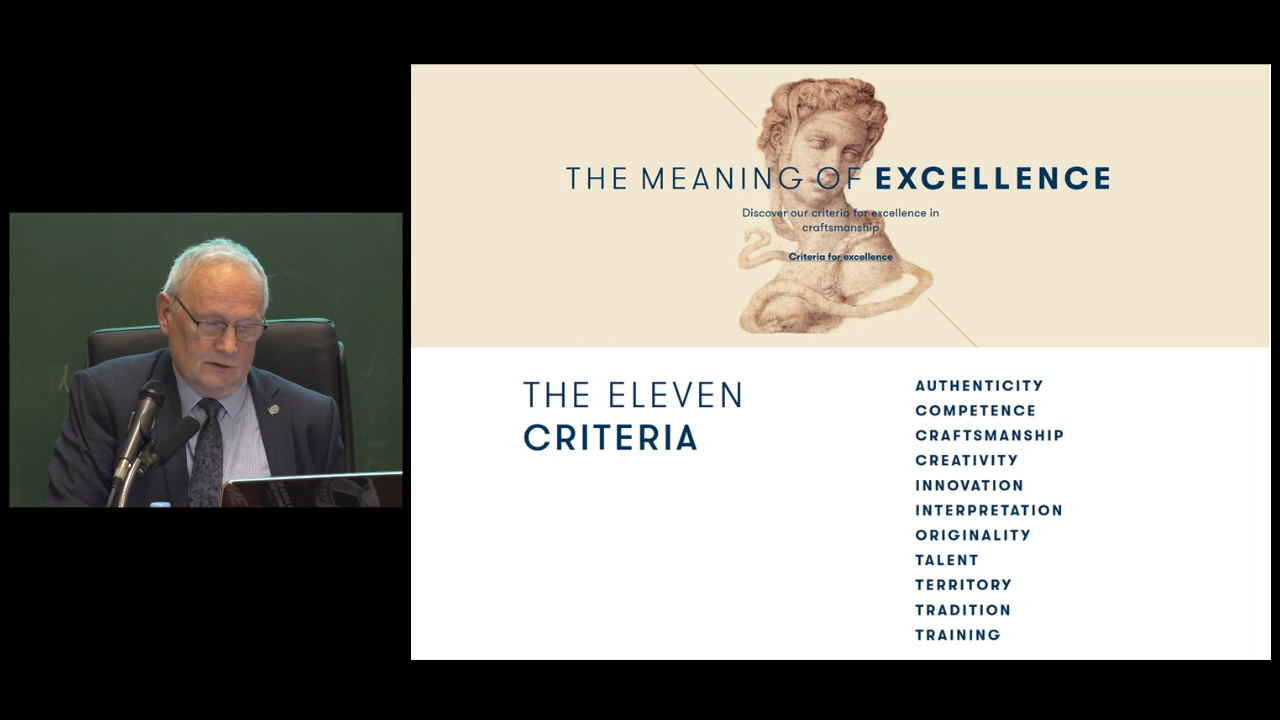 THE MEANING OF EXCELLENCE
Discover our criteria for excellence in
craftsmanship
Criteria for excellence
THE ELEVEN
CRITERIA
AUTHENTICITY
COMPETENCE
CRAFTSMANSHIP
CREATIVITY
INNOVATION
INTERPRETATION
ORIGINALITY
TALENT
TERRITORY
TRADITION
TRAINING